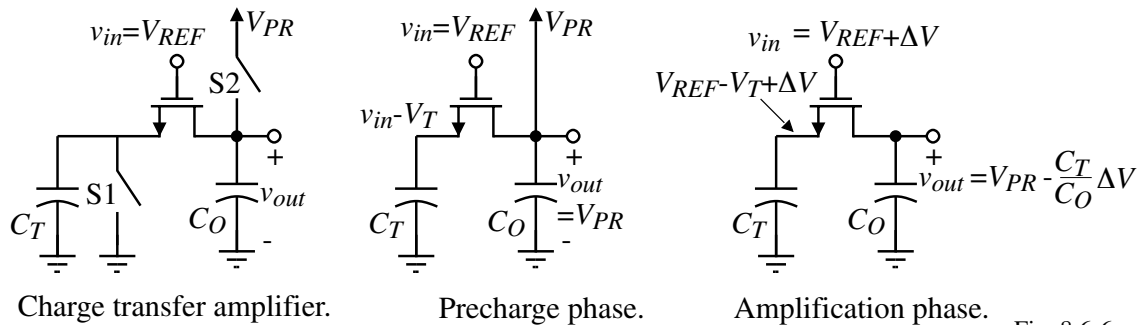 v_in=V_REF
V_PR
S2
S1
C_T
C_O
+
v_out
-
Charge transfer amplifier.
v_in=V_REF
V_PR
v_in-V_T
C_T
C_O
+
v_out
=V_PR
-
Precharge phase.
v_in = V_REF+ΔV
V_REF-V_T+ΔV
C_T
C_O
+
v_out=V_PR - C_T/C_O ΔV
Amplification phase.